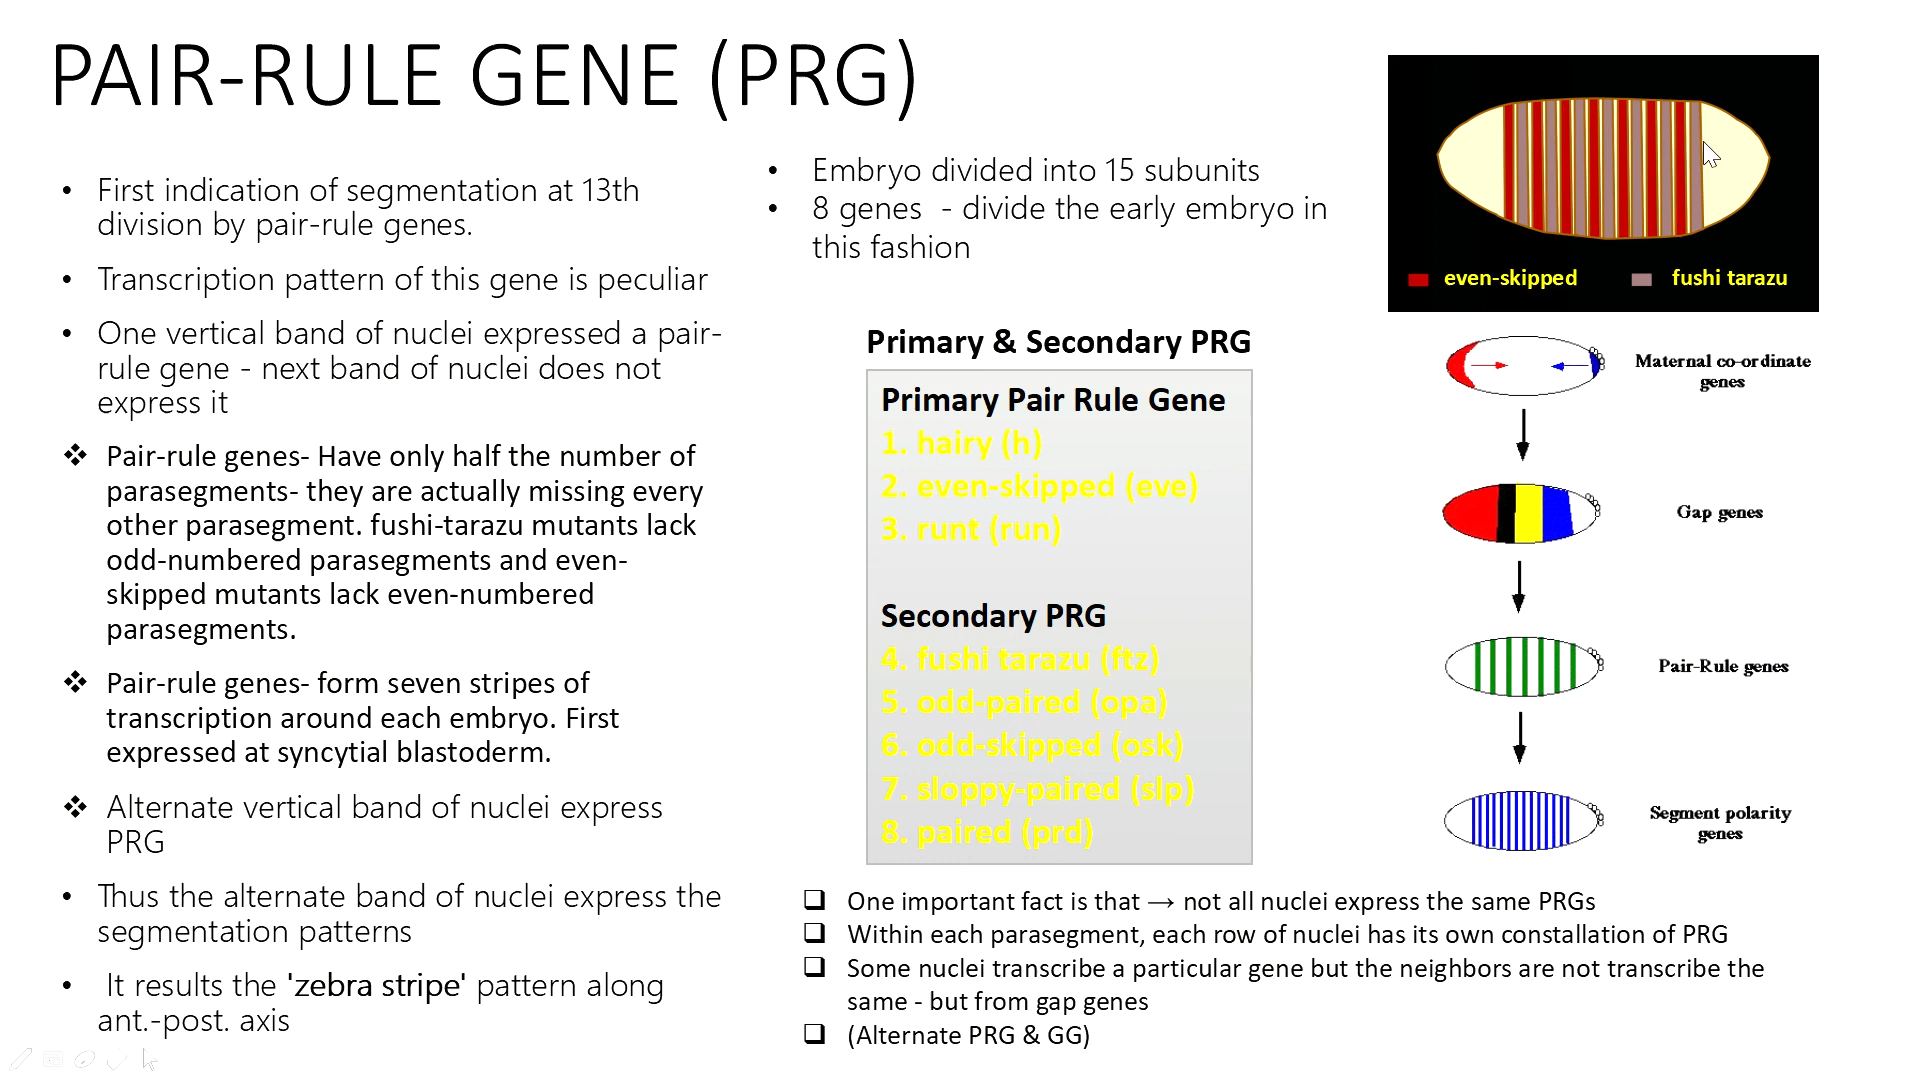 PAIR-RULE GENE (PRG)
• First indication of segmentation at 13th
division by pair-rule genes.
• Transcription pattern of this gene is peculiar
• One vertical band of nuclei expressed a pair-
rule gene - next band of nuclei does not
express it
❖ Pair-rule genes- Have only half the number of
parasegments- they are actually missing every
other parasegment. fushi-tarazu mutants lack
odd-numbered parasegments and even-
skipped mutants lack even-numbered
parasegments.
❖ Pair-rule genes- form seven stripes of
transcription around each embryo. First
expressed at syncytial blastoderm.
❖ Alternate vertical band of nuclei express
PRG
• Thus the alternate band of nuclei express the
segmentation patterns
• It results the 'zebra stripe' pattern along
ant.-post. axis
• Embryo divided into 15 subunits
• 8 genes - divide the early embryo in
this fashion
Primary & Secondary PRG
Primary Pair Rule Gene
1. hairy (h)
2. even-skipped (eve)
3. runt (run)
Secondary PRG
4. fushi tarazu (ftz)
5. odd-paired (opa)
6. odd-skipped (osk)
7. sloppy-paired (slp)
8. paired (prd)
❑ One important fact is that → not all nuclei express the same PRGs
❑ Within each parasegment, each row of nuclei has its own constallation of PRG
❑ Some nuclei transcribe a particular gene but the neighbors are not transcribe the
same - but from gap genes
❑ (Alternate PRG & GG)
even-skipped fushi tarazu
Maternal co-ordinate
genes
Gap genes
Pair-Rule genes
Segment polarity
genes